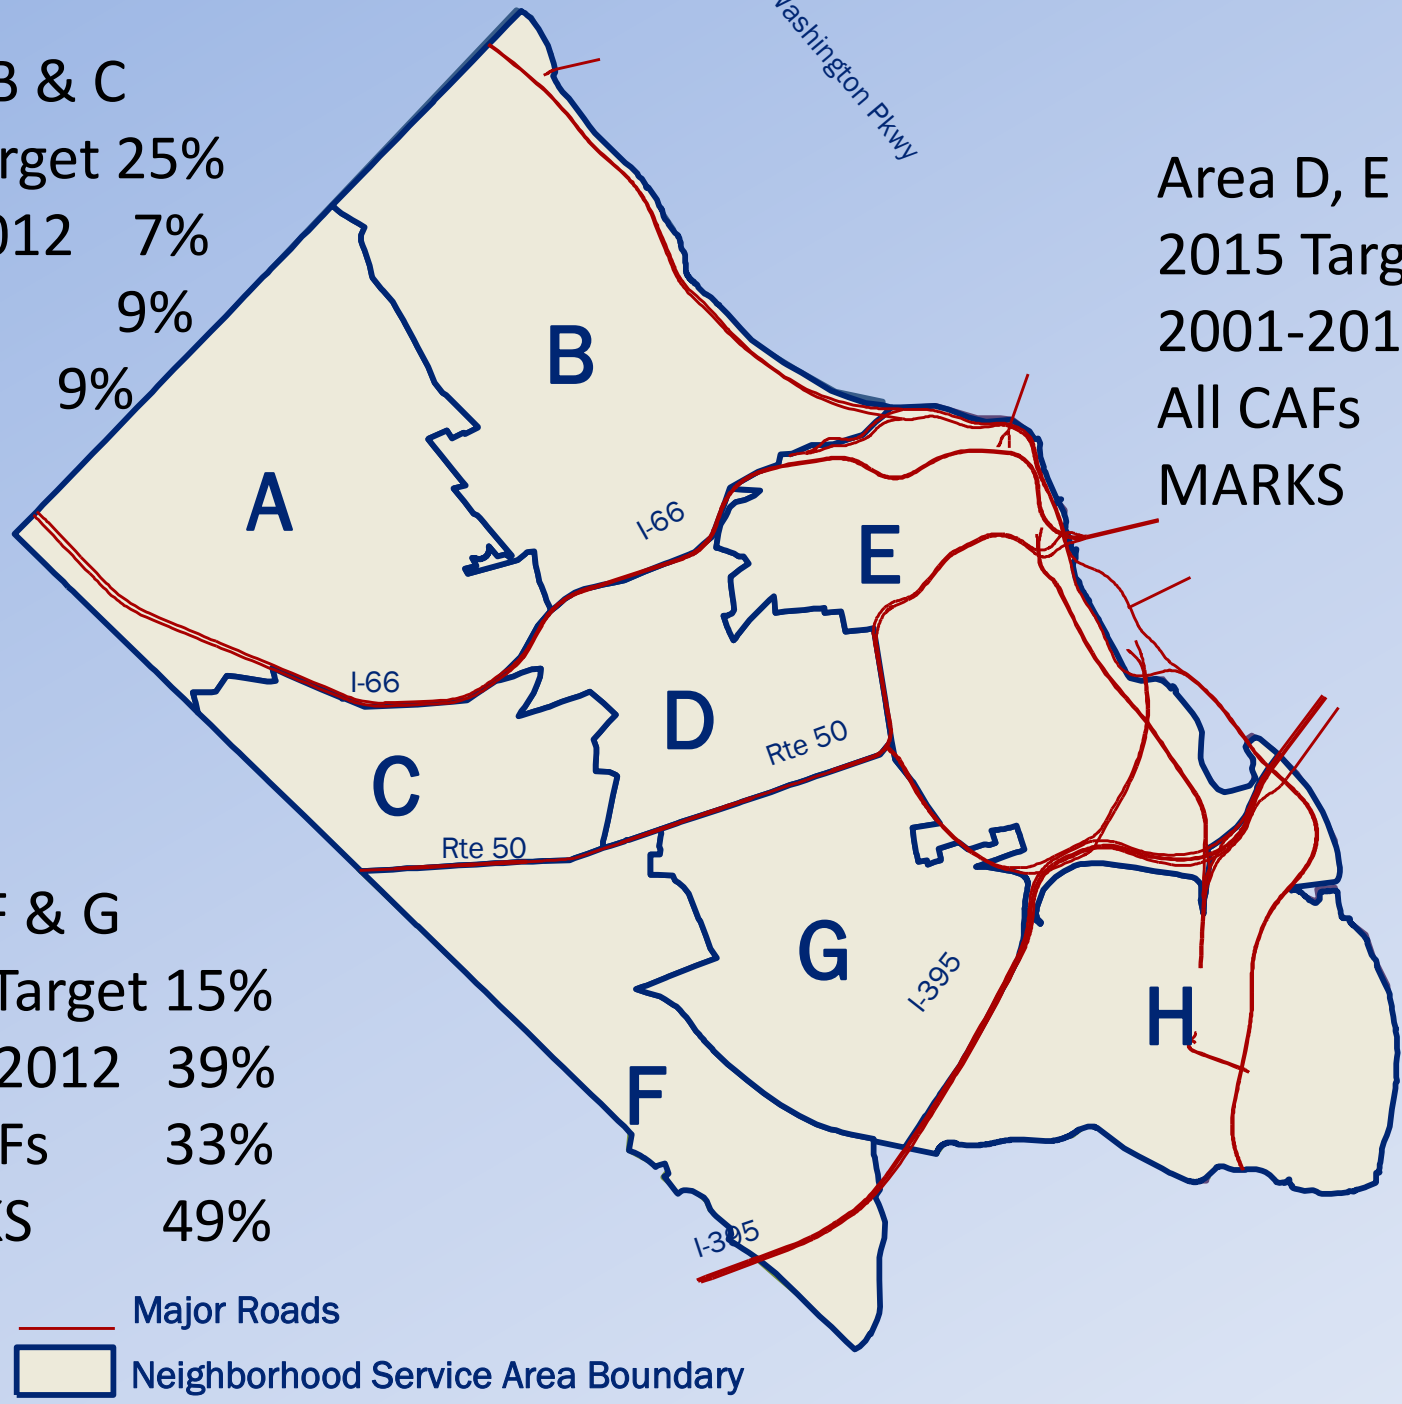 Washington Pkwy
B & C
rget 25%
012 7%
9%
9%
Area D, E
2015 Targ
2001-201
All CAFs
MARKS
B
A
I-66
E
I-66
D
Rte 50
C
Rte 50
G
I-395
H
F
I-395
F & G
Target 15%
2012 39%
Fs 33%
KS 49%
Major Roads
Neighborhood Service Area Boundary